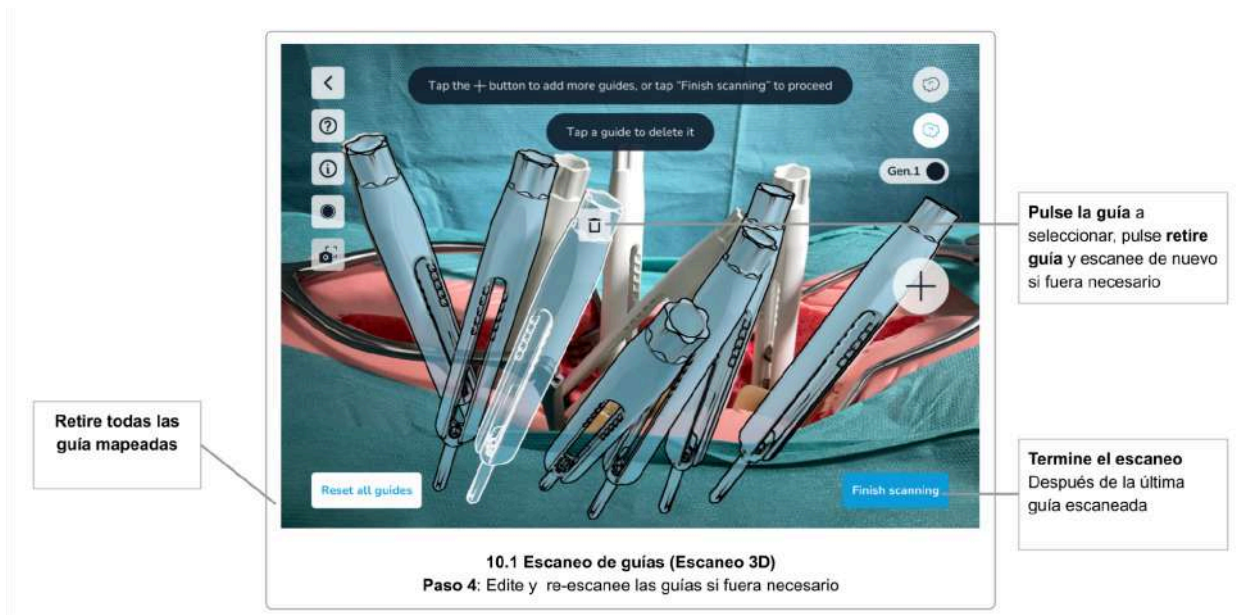 Tap the + button to add more guides, or tap "Finish scanning" to proceed
Tap a guide to delete it
Gen.1
Pulse la guía a
seleccionar, pulse retire
guía y escanee de nuevo
si fuera necesario
Retire todas las
guía mapeadas
Reset all guides
Finish scanning
Termine el escaneo
Después de la última
guía escaneada
10.1 Escaneo de guías (Escaneo 3D)
Paso 4: Edite y re-escanee las guías si fuera necesario